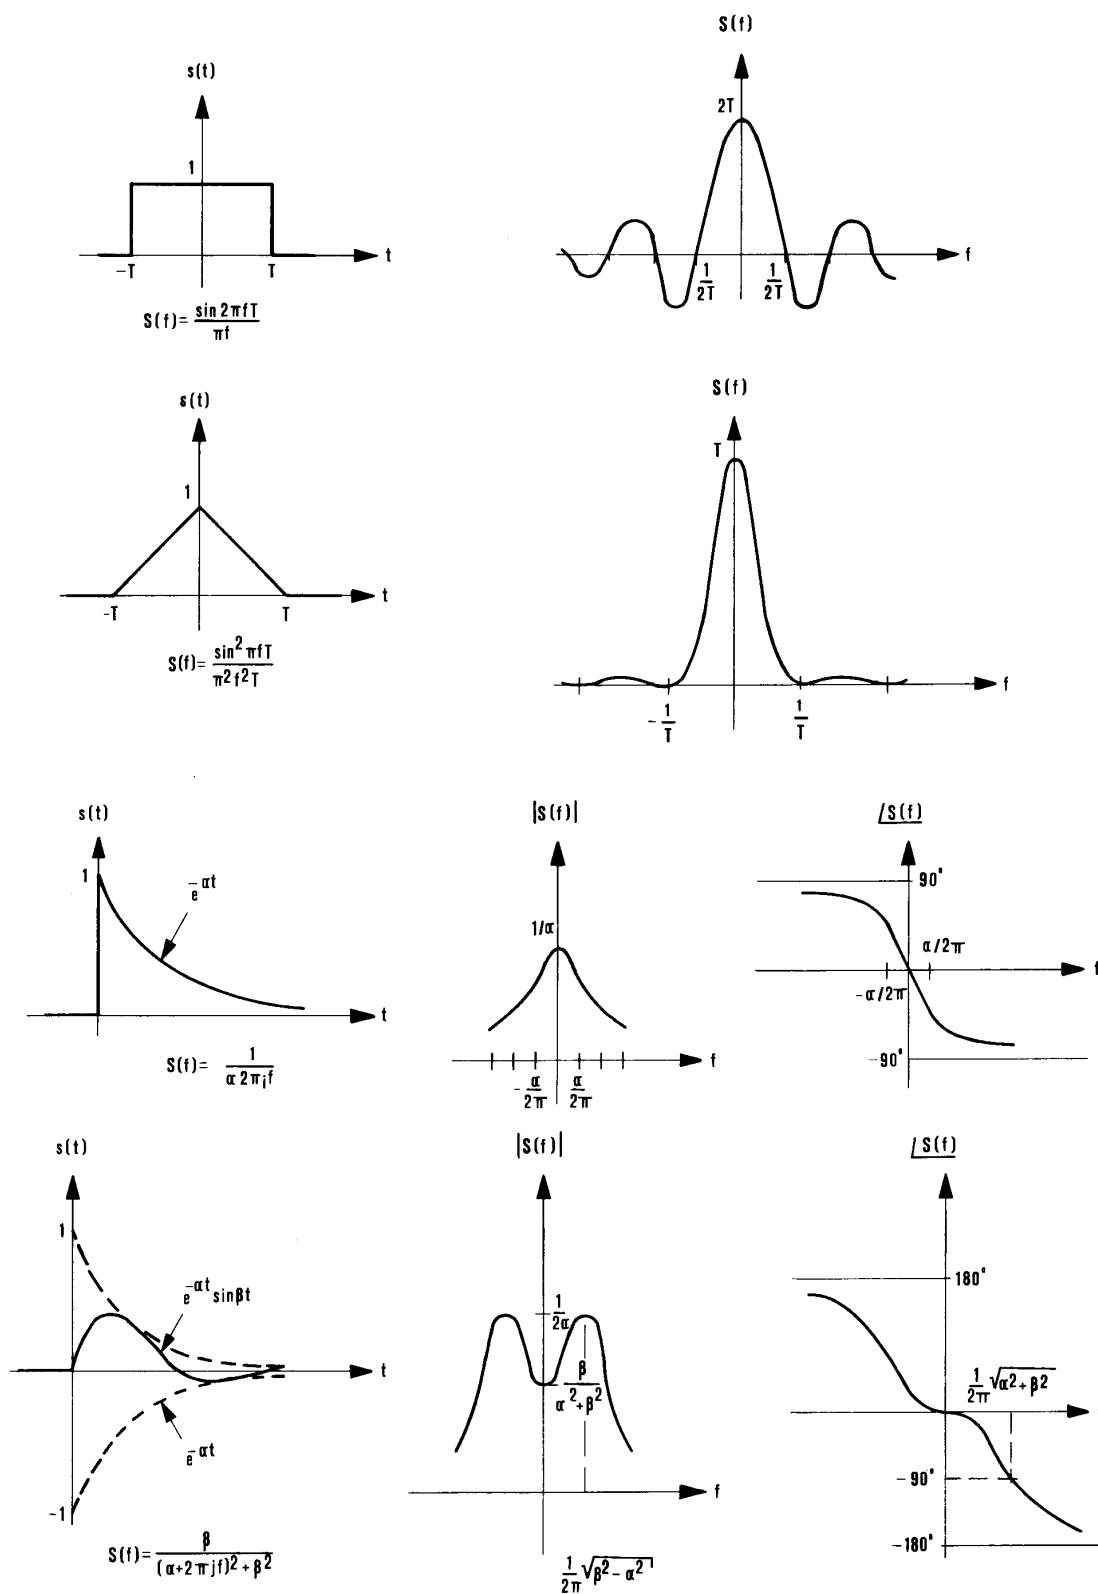 s(t)
1
-T
T
t
S(f)= sin 2πfT / πf
S(f)
2T
1/2T
1/2T
f
s(t)
1
-T
T
t
S(f)= sin² πfT / π² f² T
S(f)
T
-1/T
1/T
f
s(t)
1
e⁻αt
t
S(f)= 1 / α 2πjf
|S(f)|
1/α
-α/2π
α/2π
f
/S(f)
90°
α/2π
-α/2π
f
-90°
s(t)
1
e⁻αt sinβt
t
e⁻αt
-1
S(f)= β / (α+2πjf)²+β²
|S(f)|
1/2α
β / α²+β²
f
1/2π √β²-α²
/S(f)
180°
1/2π √α²+β²
-90°
-180°